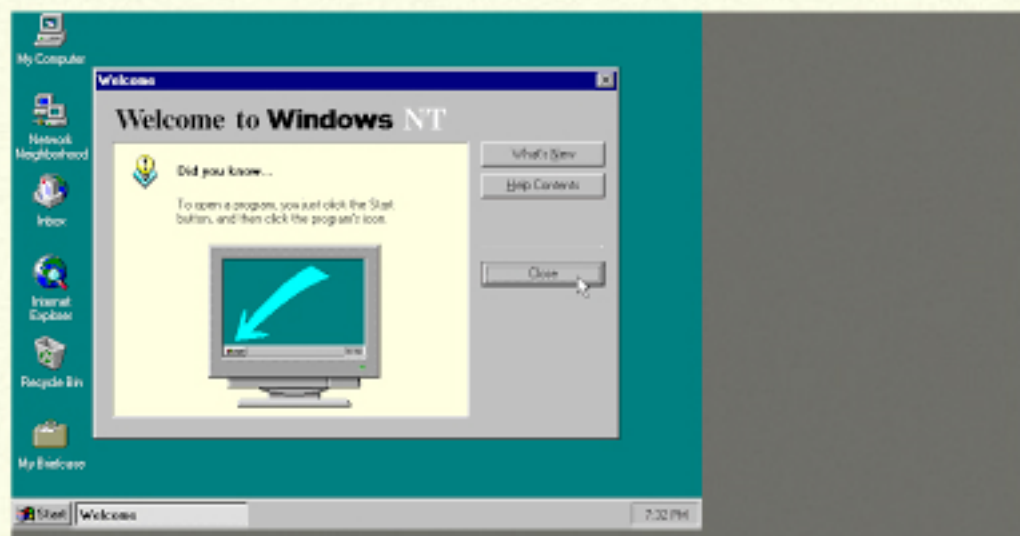 My Computer
Welcome
Welcome to Windows NT
Network
Neighborhood
Did you know...
What's New
Help Contents
To open a program, you just click the Start
button, and then click the program's icon.
Inbox
Close
Internet
Explorer
Recycle Bin
My Briefcase
Start
Welcome
7:32 PM